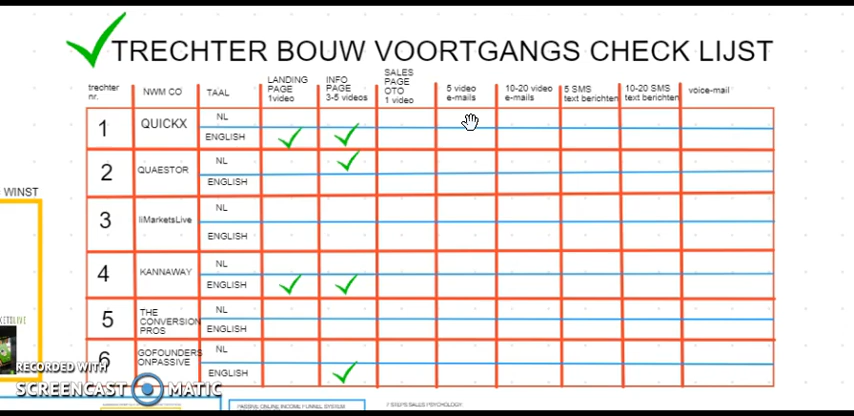 TRECHTER BOUW VOORTGANGS CHECK LIJST
trechter nr.
NWM CO
TAAL
LANDING PAGE 1video
INFO PAGE 3-5 videos
SALES PAGE OTO 1 video
5 video e-mails
10-20 video e-mails
5 SMS text berichten
10-20 SMS text berichten
voice-mail
1
QUICKX
NL
ENGLISH
2
QUAESTOR
NL
ENGLISH
WINST
3
IiMarketsLive
NL
ENGLISH
4
KANNAWAY
NL
ENGLISH
5
THE CONVERSION PROS
NL
ENGLISH
6
GOFOUNDERS ONPASSIVE
NL
ENGLISH
RECORDED WITH
SCREENCAST MATIC
PASSIVE ONLINE INCOME FUNNEL SYSTEM
7 STEPS SALES PSYCHOLOGY